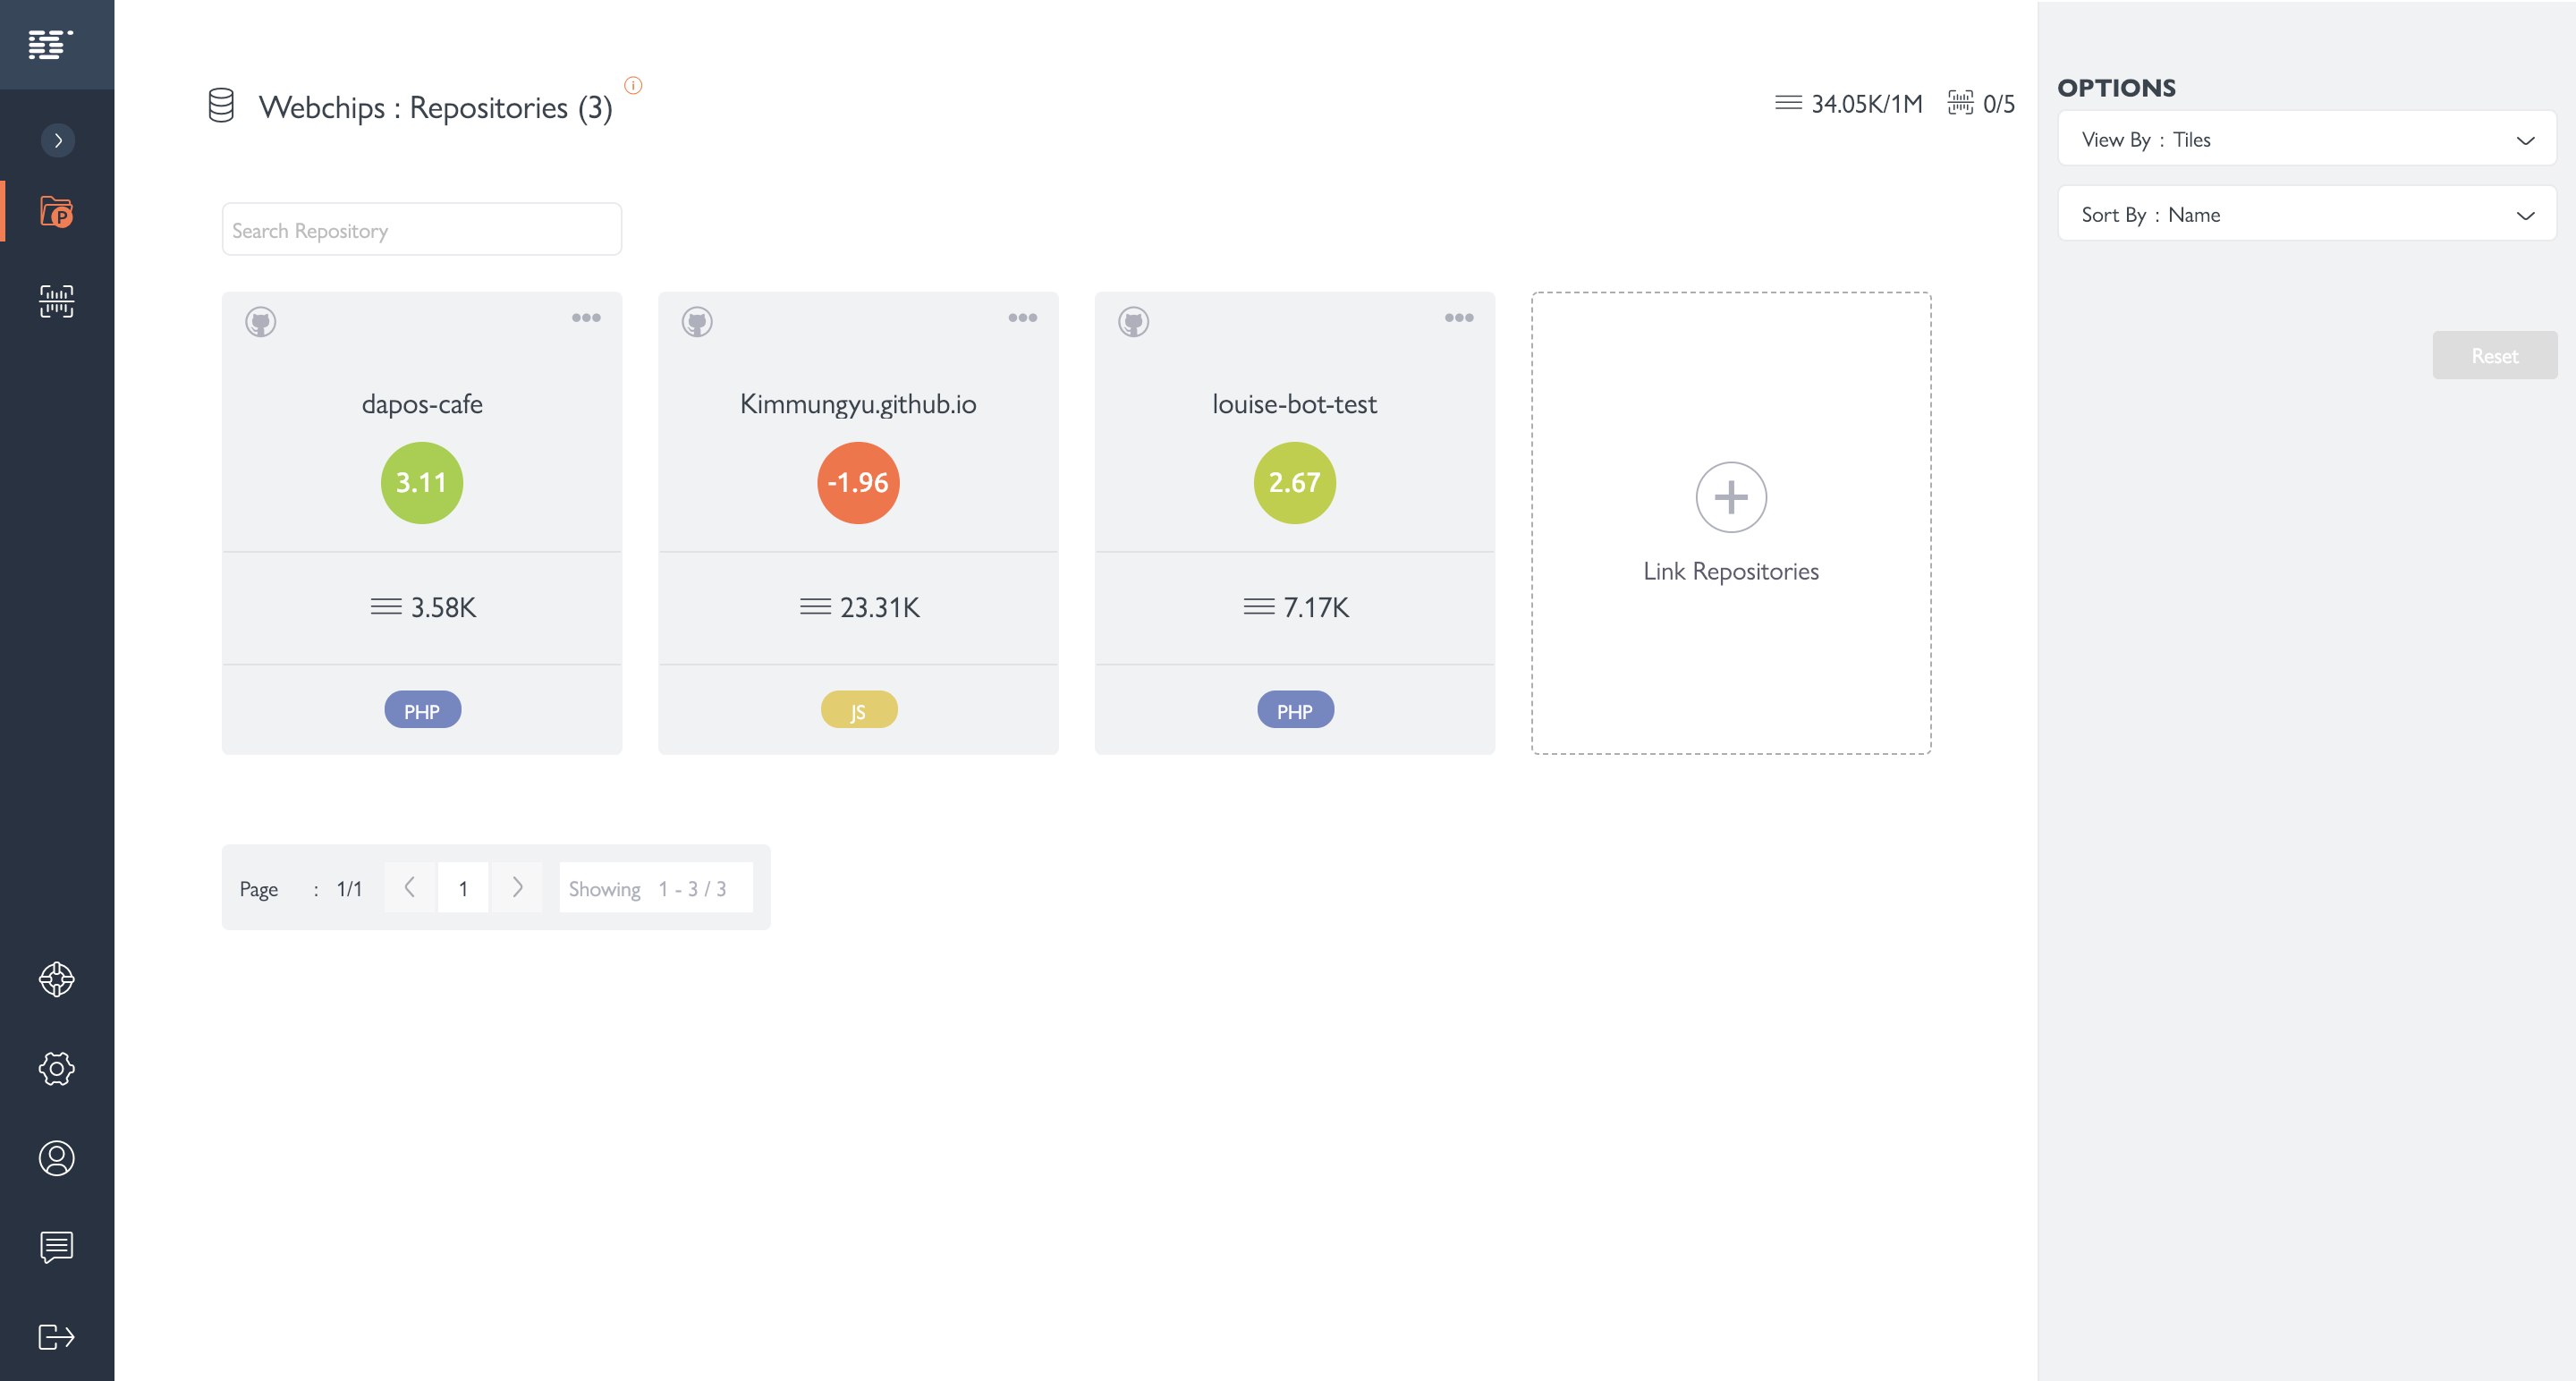 Webchips : Repositories (3)
34.05K/1M 0/5
Search Repository
dapos-cafe
3.11
3.58K
PHP
Kimmungyu.github.io
-1.96
23.31K
JS
louise-bot-test
2.67
7.17K
PHP
Link Repositories
Page : 1/1 1 Showing 1 - 3 / 3
OPTIONS
View By : Tiles
Sort By : Name
Reset